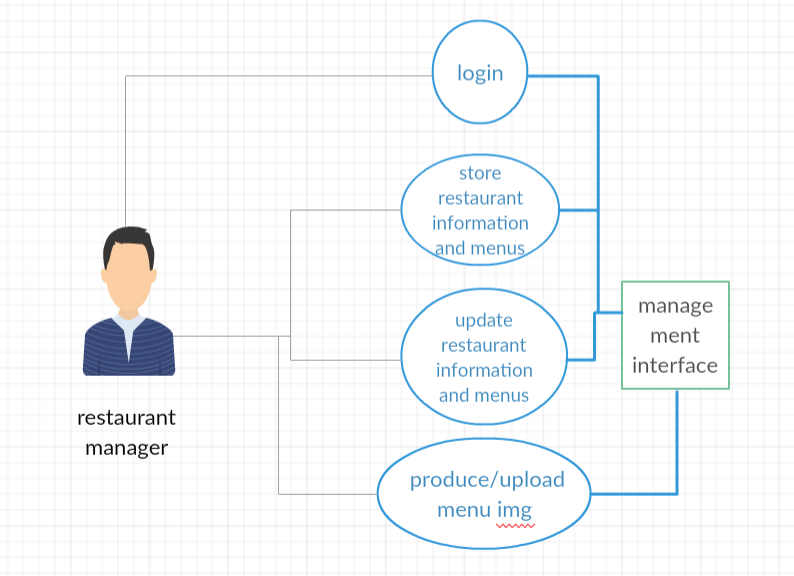 login
store
restaurant
information
and menus
update
restaurant
information
and menus
manage
ment
interface
restaurant
manager
produce/upload
menu img